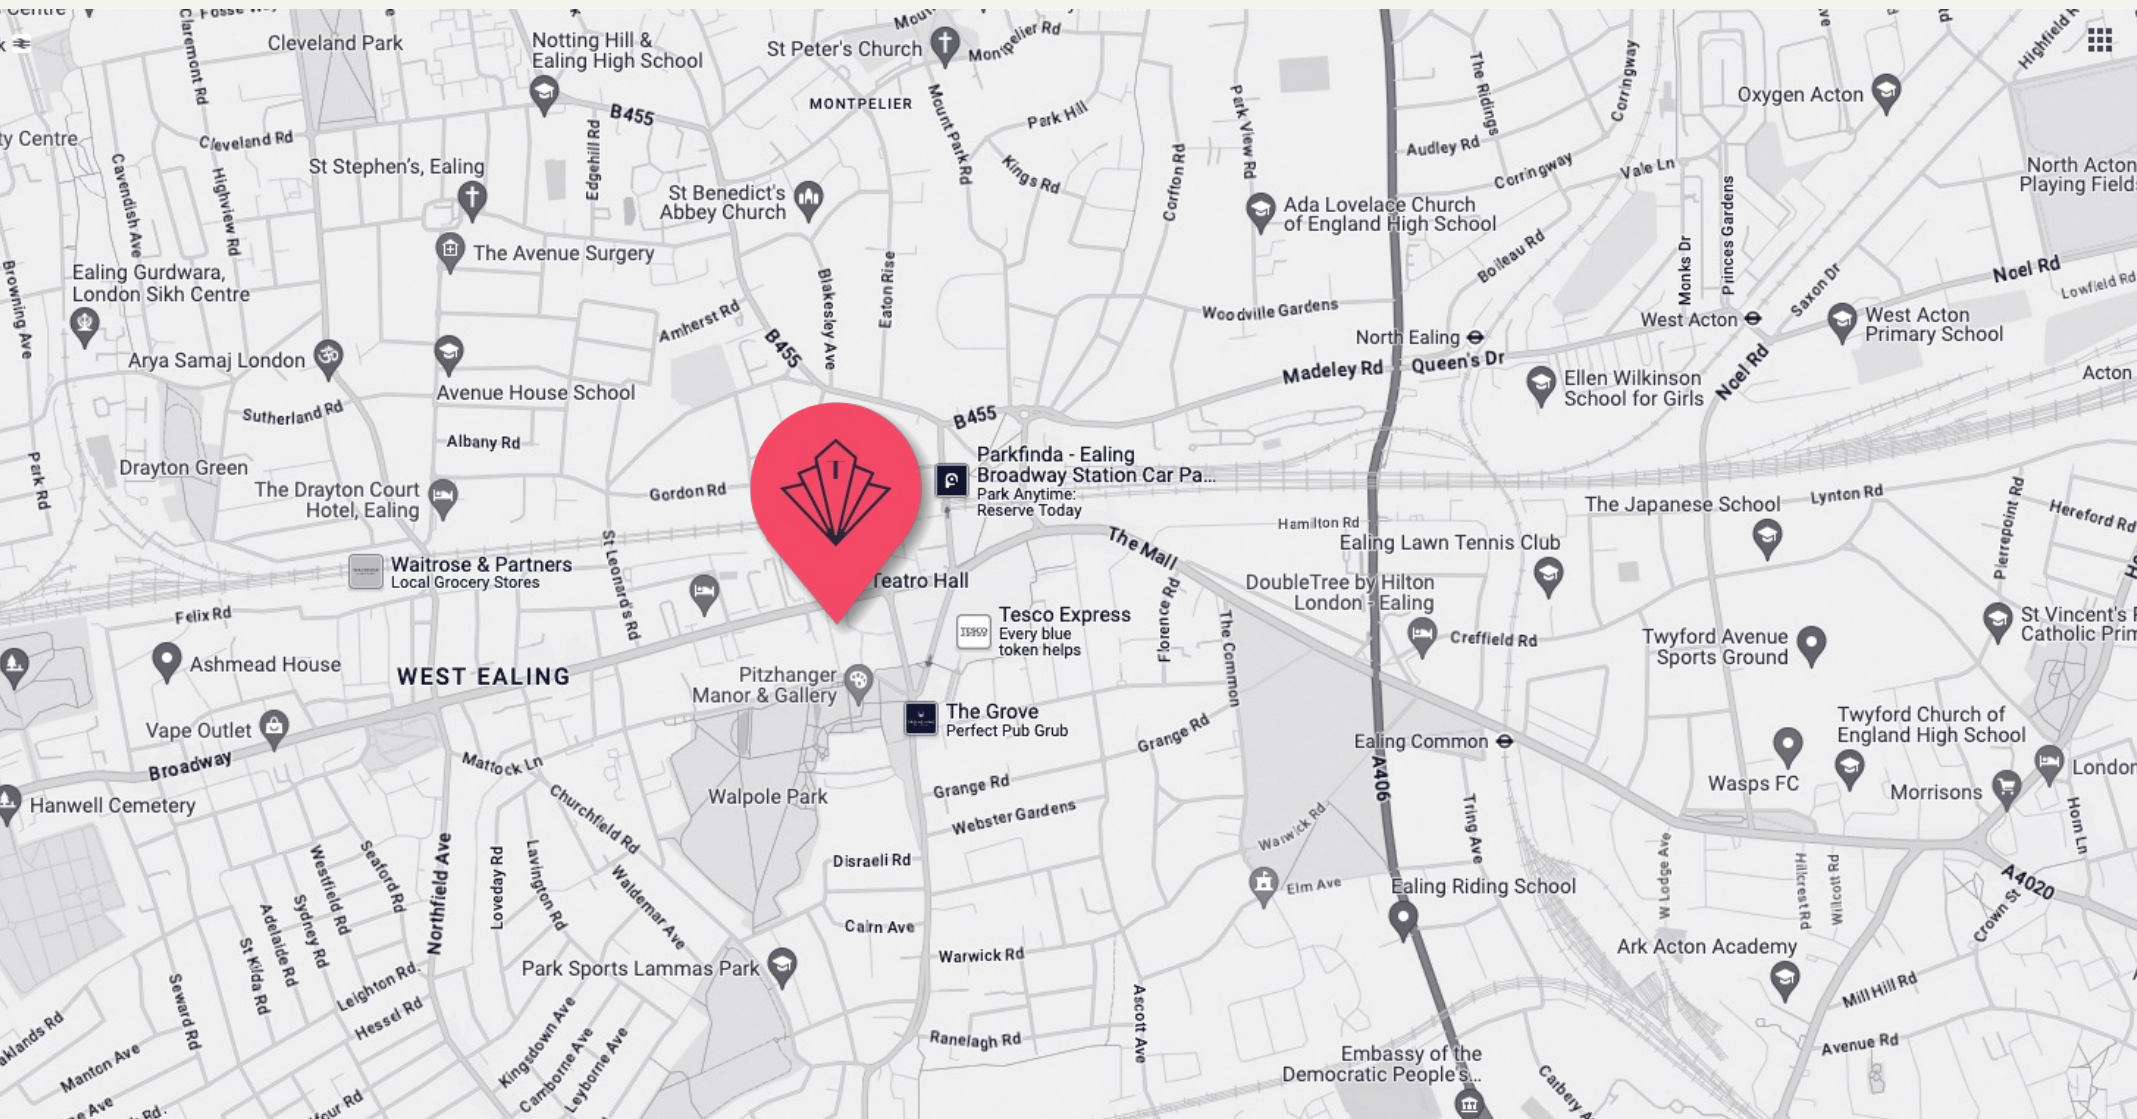 Centre
Fosse Way
Claremont Rd
Cleveland Park
Notting Hill &
Ealing High School
St Peter's Church
Montpelier Rd
The Ridings
Corringway
Highfield R
Oxygen Acton
MONTPELIER
B455
Park View Rd
Mount Park Rd
Park Hill
ty Centre
Cleveland Rd
Edgehill Rd
Audley Rd
Corringway
Vale Ln
North Acton
Playing Field
St Stephen's, Ealing
Cavendish Ave
Highview Rd
Kings Rd
Corfton Rd
St Benedict's
Abbey Church
Ada Lovelace Church
of England High School
Princes Gardens
Monks Dr
Boileau Rd
The Avenue Surgery
Ealing Gurdwara,
London Sikh Centre
Browning Ave
Blakesley Ave
Eaton Rise
Noel Rd
Saxon Dr
Lowfield Rd
Woodville Gardens
Amherst Rd
B455
North Ealing
West Acton
West Acton
Primary School
Arya Samaj London
Avenue House School
Madeley Rd
Queen's Dr
Noel Rd
Ellen Wilkinson
School for Girls
Acton
Sutherland Rd
B455
Albany Rd
Park Rd
Drayton Green
T
Parkfinda - Ealing
Broadway Station Car Pa...
Park Anytime:
Reserve Today
The Drayton Court
Hotel, Ealing
Gordon Rd
The Japanese School
Lynton Rd
Pierrepoint Rd
Hereford Rd
Hamilton Rd
Ealing Lawn Tennis Club
The Mall
St Leonard's Rd
Waitrose & Partners
Local Grocery Stores
Teatro Hall
DoubleTree by Hilton
London - Ealing
Felix Rd
Tesco Express
Every blue
token helps
TESCO
Florence Rd
The Common
Creffield Rd
Twyford Avenue
Sports Ground
St Vincent's
Catholic Prim
Ashmead House
WEST EALING
Pitzhanger
Manor & Gallery
The Grove
Perfect Pub Grub
Vape Outlet
Grange Rd
Ealing Common
Twyford Church of
England High School
Broadway
Mattock Ln
A406
Wasps FC
Morrisons
London
Hanwell Cemetery
Walpole Park
Grange Rd
Webster Gardens
Churchfield Rd
Warwick Rd
Tring Ave
Horn Ln
Disraeli Rd
Northfield Ave
Loveday Rd
Lavington Rd
Waldemar Ave
Seaford Rd
Westfield Rd
Sydney Rd
Adelaide Rd
St Kilda Rd
Elm Ave
Ealing Riding School
W Lodge Ave
Hillcrest Rd
Willcott Rd
A4020
Crown St
Cairn Ave
Warwick Rd
Ark Acton Academy
Park Sports Lammas Park
Leighton Rd.
Hessel Rd
Seward Rd
Ascott Ave
Mill Hill Rd
Kingsdown Ave
Camborne Ave
Leyborne Ave
Ranelagh Rd
Avenue Rd
aklands Rd
Manton Ave
Embassy of the
Democratic People's...
Carbery A